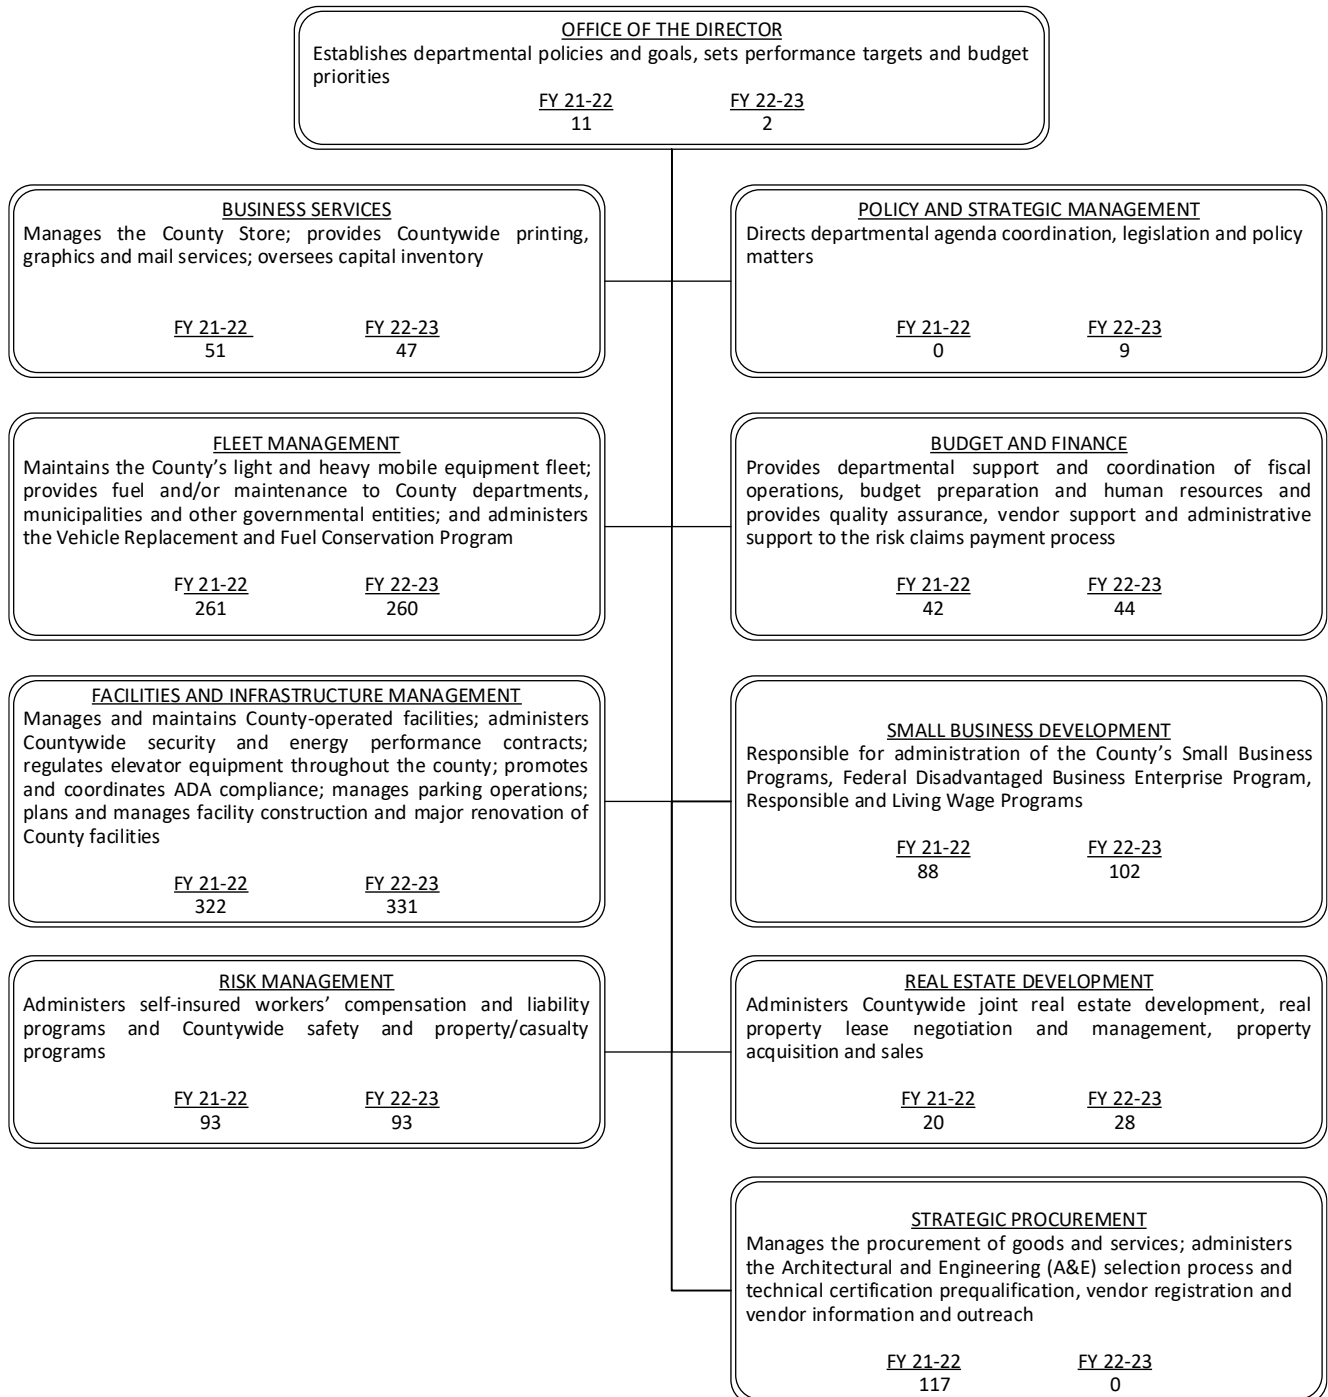 OFFICE OF THE DIRECTOR
Establishes departmental policies and goals, sets performance targets and budget
priorities
FY 21-22 FY 22-23
11 2
BUSINESS SERVICES
Manages the County Store; provides Countywide printing,
graphics and mail services; oversees capital inventory
FY 21-22 FY 22-23
51 47
POLICY AND STRATEGIC MANAGEMENT
Directs departmental agenda coordination, legislation and policy
matters
FY 21-22 FY 22-23
0 9
FLEET MANAGEMENT
Maintains the County’s light and heavy mobile equipment fleet;
provides fuel and/or maintenance to County departments,
municipalities and other governmental entities; and administers
the Vehicle Replacement and Fuel Conservation Program
FY 21-22 FY 22-23
261 260
BUDGET AND FINANCE
Provides departmental support and coordination of fiscal
operations, budget preparation and human resources and
provides quality assurance, vendor support and administrative
support to the risk claims payment process
FY 21-22 FY 22-23
42 44
FACILITIES AND INFRASTRUCTURE MANAGEMENT
Manages and maintains County-operated facilities; administers
Countywide security and energy performance contracts;
regulates elevator equipment throughout the county; promotes
and coordinates ADA compliance; manages parking operations;
plans and manages facility construction and major renovation of
County facilities
FY 21-22 FY 22-23
322 331
SMALL BUSINESS DEVELOPMENT
Responsible for administration of the County’s Small Business
Programs, Federal Disadvantaged Business Enterprise Program,
Responsible and Living Wage Programs
FY 21-22 FY 22-23
88 102
RISK MANAGEMENT
Administers self-insured workers’ compensation and liability
programs and Countywide safety and property/casualty
programs
FY 21-22 FY 22-23
93 93
REAL ESTATE DEVELOPMENT
Administers Countywide joint real estate development, real
property lease negotiation and management, property
acquisition and sales
FY 21-22 FY 22-23
20 28
STRATEGIC PROCUREMENT
Manages the procurement of goods and services; administers
the Architectural and Engineering (A&E) selection process and
technical certification prequalification, vendor registration and
vendor information and outreach
FY 21-22 FY 22-23
117 0